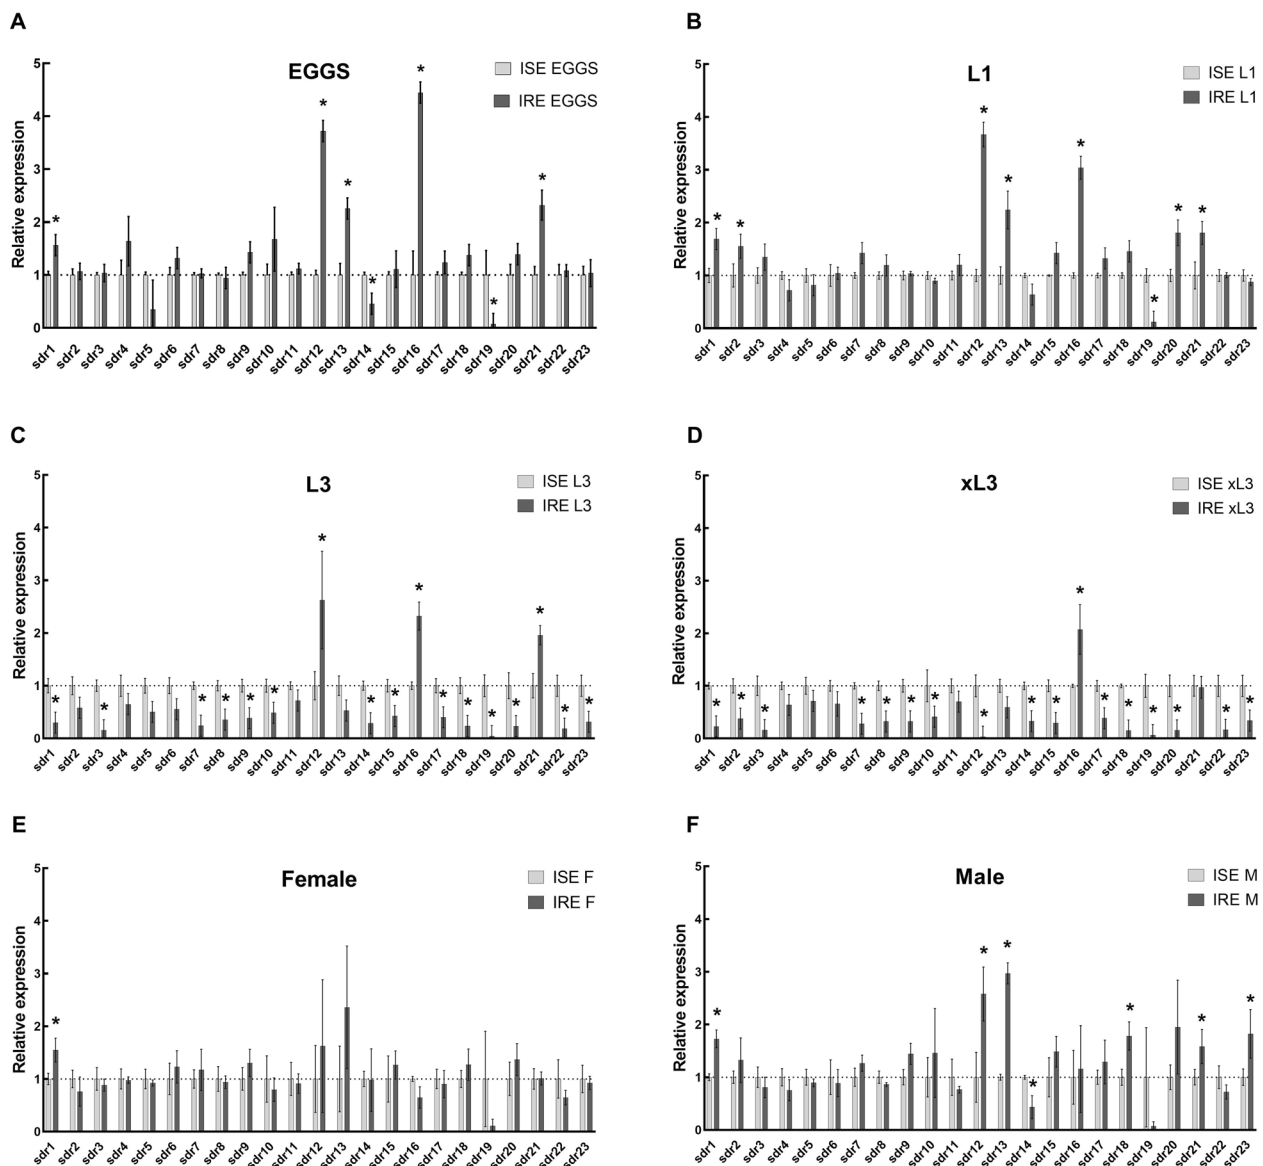 A
EGGS
ISE EGGS
IRE EGGS
Relative expression
5
4
3
2
1
0
* * * * * * *
sdr1 sdr2 sdr3 sdr4 sdr5 sdr6 sdr7 sdr8 sdr9 sdr10 sdr11 sdr12 sdr13 sdr14 sdr15 sdr16 sdr17 sdr18 sdr19 sdr20 sdr21 sdr22 sdr23
B
L1
ISE L1
IRE L1
Relative expression
5
4
3
2
1
0
* * * * * * * *
sdr1 sdr2 sdr3 sdr4 sdr5 sdr6 sdr7 sdr8 sdr9 sdr10 sdr11 sdr12 sdr13 sdr14 sdr15 sdr16 sdr17 sdr18 sdr19 sdr20 sdr21 sdr22 sdr23
C
L3
ISE L3
IRE L3
Relative expression
5
4
3
2
1
0
* * * * * * * * * * * * * * * * *
sdr1 sdr2 sdr3 sdr4 sdr5 sdr6 sdr7 sdr8 sdr9 sdr10 sdr11 sdr12 sdr13 sdr14 sdr15 sdr16 sdr17 sdr18 sdr19 sdr20 sdr21 sdr22 sdr23
D
xL3
ISE xL3
IRE xL3
Relative expression
5
4
3
2
1
0
* * * * * * * * * * * * * * * * *
sdr1 sdr2 sdr3 sdr4 sdr5 sdr6 sdr7 sdr8 sdr9 sdr10 sdr11 sdr12 sdr13 sdr14 sdr15 sdr16 sdr17 sdr18 sdr19 sdr20 sdr21 sdr22 sdr23
E
Female
ISE F
IRE F
Relative expression
5
4
3
2
1
0
*
sdr1 sdr2 sdr3 sdr4 sdr5 sdr6 sdr7 sdr8 sdr9 sdr10 sdr11 sdr12 sdr13 sdr14 sdr15 sdr16 sdr17 sdr18 sdr19 sdr20 sdr21 sdr22 sdr23
F
Male
ISE M
IRE M
Relative expression
5
4
3
2
1
0
* * * * * * *
sdr1 sdr2 sdr3 sdr4 sdr5 sdr6 sdr7 sdr8 sdr9 sdr10 sdr11 sdr12 sdr13 sdr14 sdr15 sdr16 sdr17 sdr18 sdr19 sdr20 sdr21 sdr22 sdr23